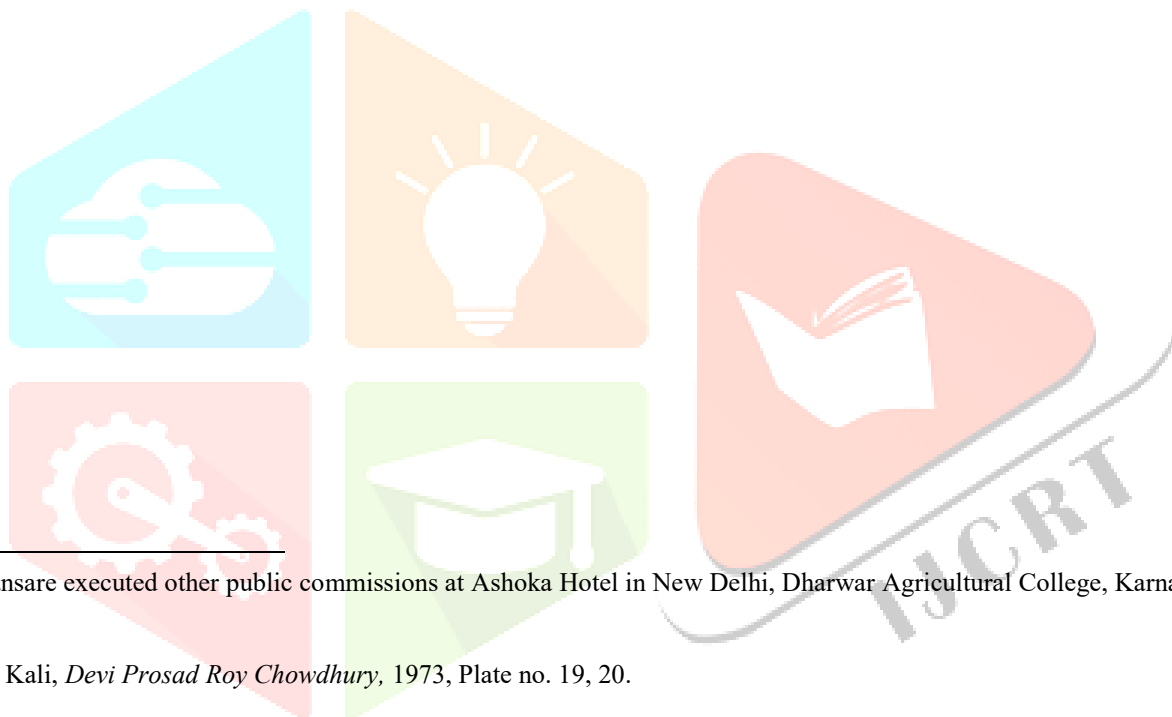 nsare executed other public commissions at Ashoka Hotel in New Delhi, Dharwar Agricultural College, Karna
Kali, Devi Prosad Roy Chowdhury, 1973, Plate no. 19, 20.
IJCRT